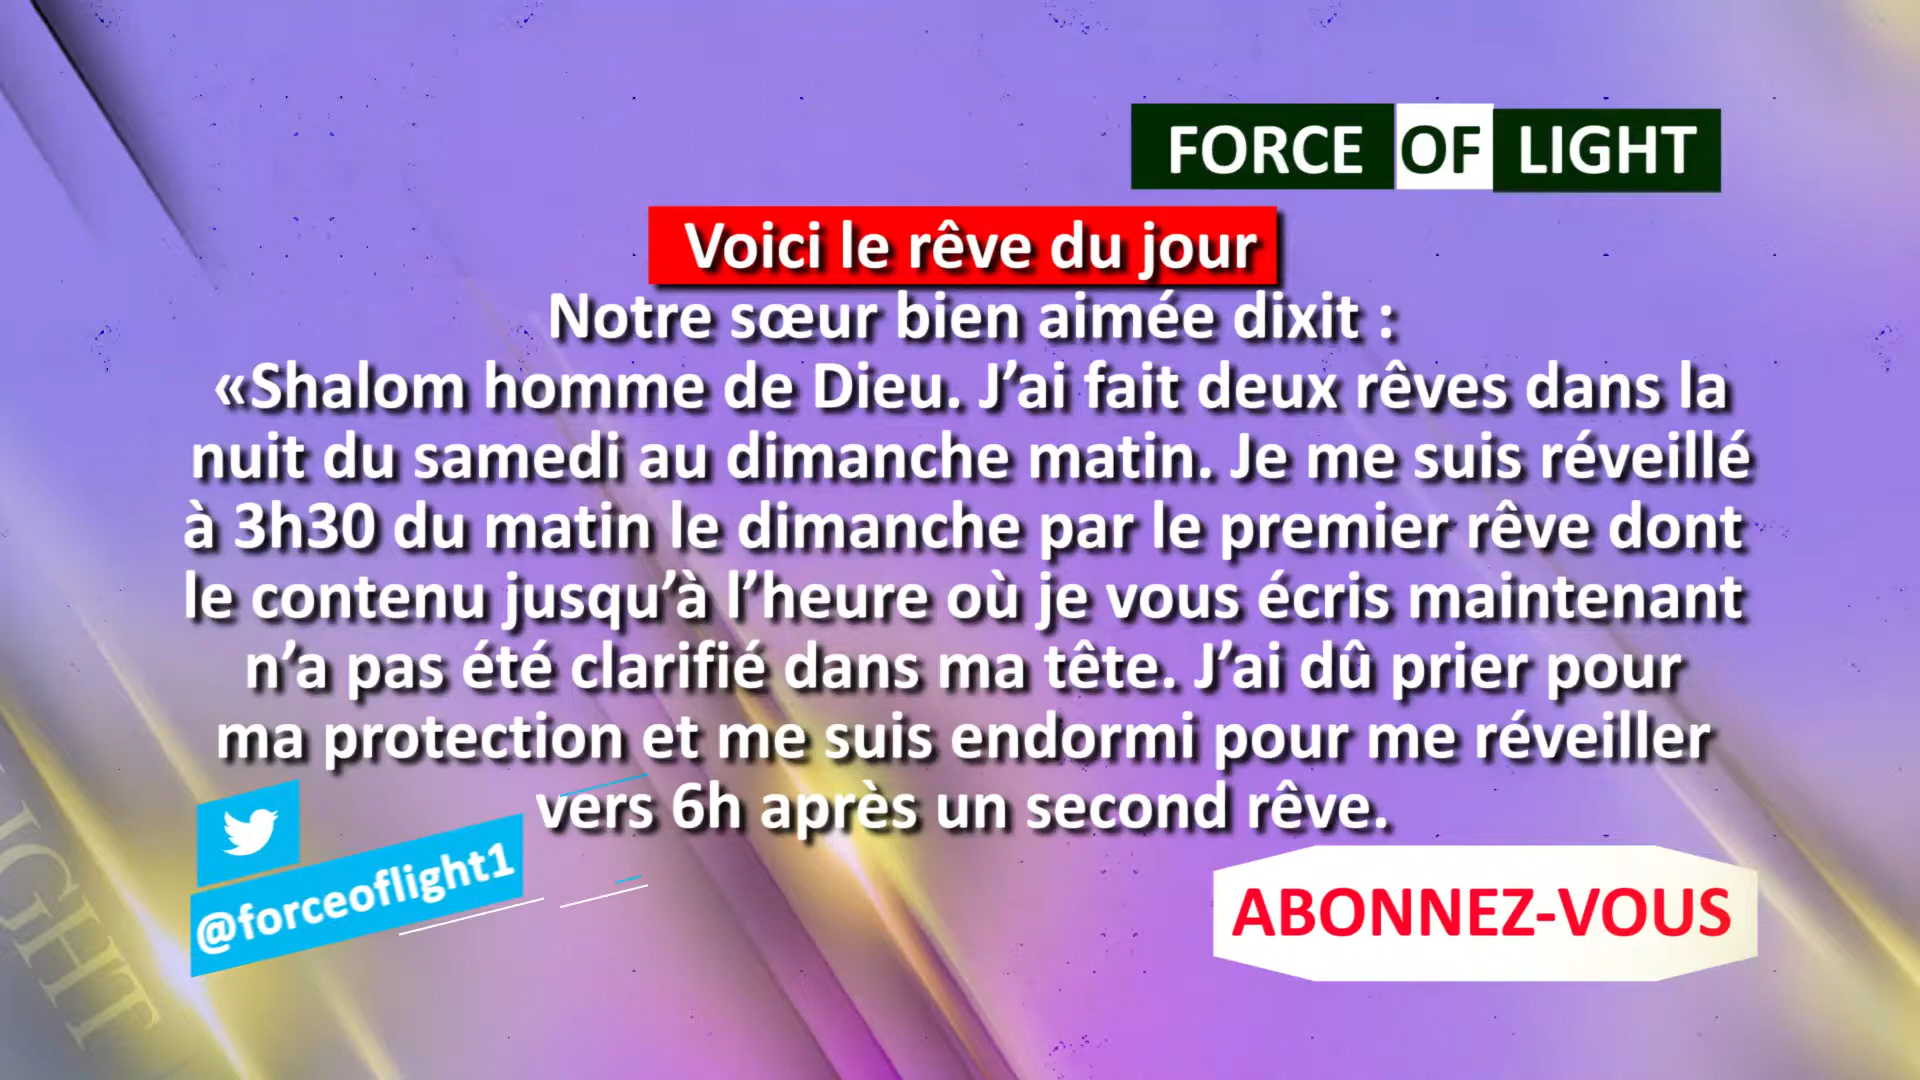 FORCE OF LIGHT
Voici le rêve du jour
Notre sœur bien aimée dixit :
«Shalom homme de Dieu. J’ai fait deux rêves dans la
nuit du samedi au dimanche matin. Je me suis réveillé
à 3h30 du matin le dimanche par le premier rêve dont
le contenu jusqu’à l’heure où je vous écris maintenant
n’a pas été clarifié dans ma tête. J’ai dû prier pour
ma protection et me suis endormi pour me réveiller
vers 6h après un second rêve.
@forceoflight1
ABONNEZ-VOUS
IGHT